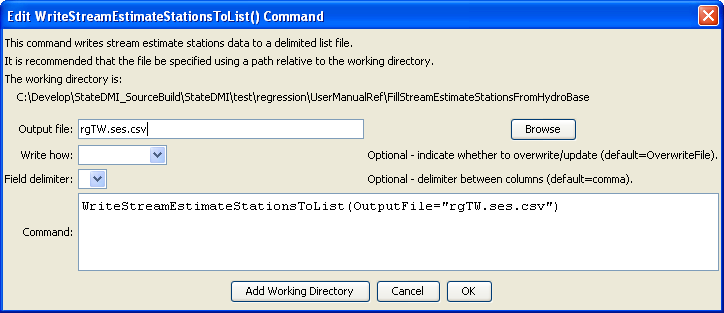 Edit WriteStreamEstimateStationsToList() Command
This command writes stream estimate stations data to a delimited list file.
It is recommended that the file be specified using a path relative to the working directory.
The working directory is:
C:\Develop\StateDMI_SourceBuild\StateDMI\test\regression\UserManualRef\FillStreamEstimateStationsFromHydroBase
Output file: rgTW.ses.csv Browse
Write how: Optional - indicate whether to overwrite/update (default=OverwriteFile).
Field delimiter: Optional - delimiter between columns (default=comma).
WriteStreamEstimateStationsToList(OutputFile="rgTW.ses.csv")
Command:
Add Working Directory Cancel OK